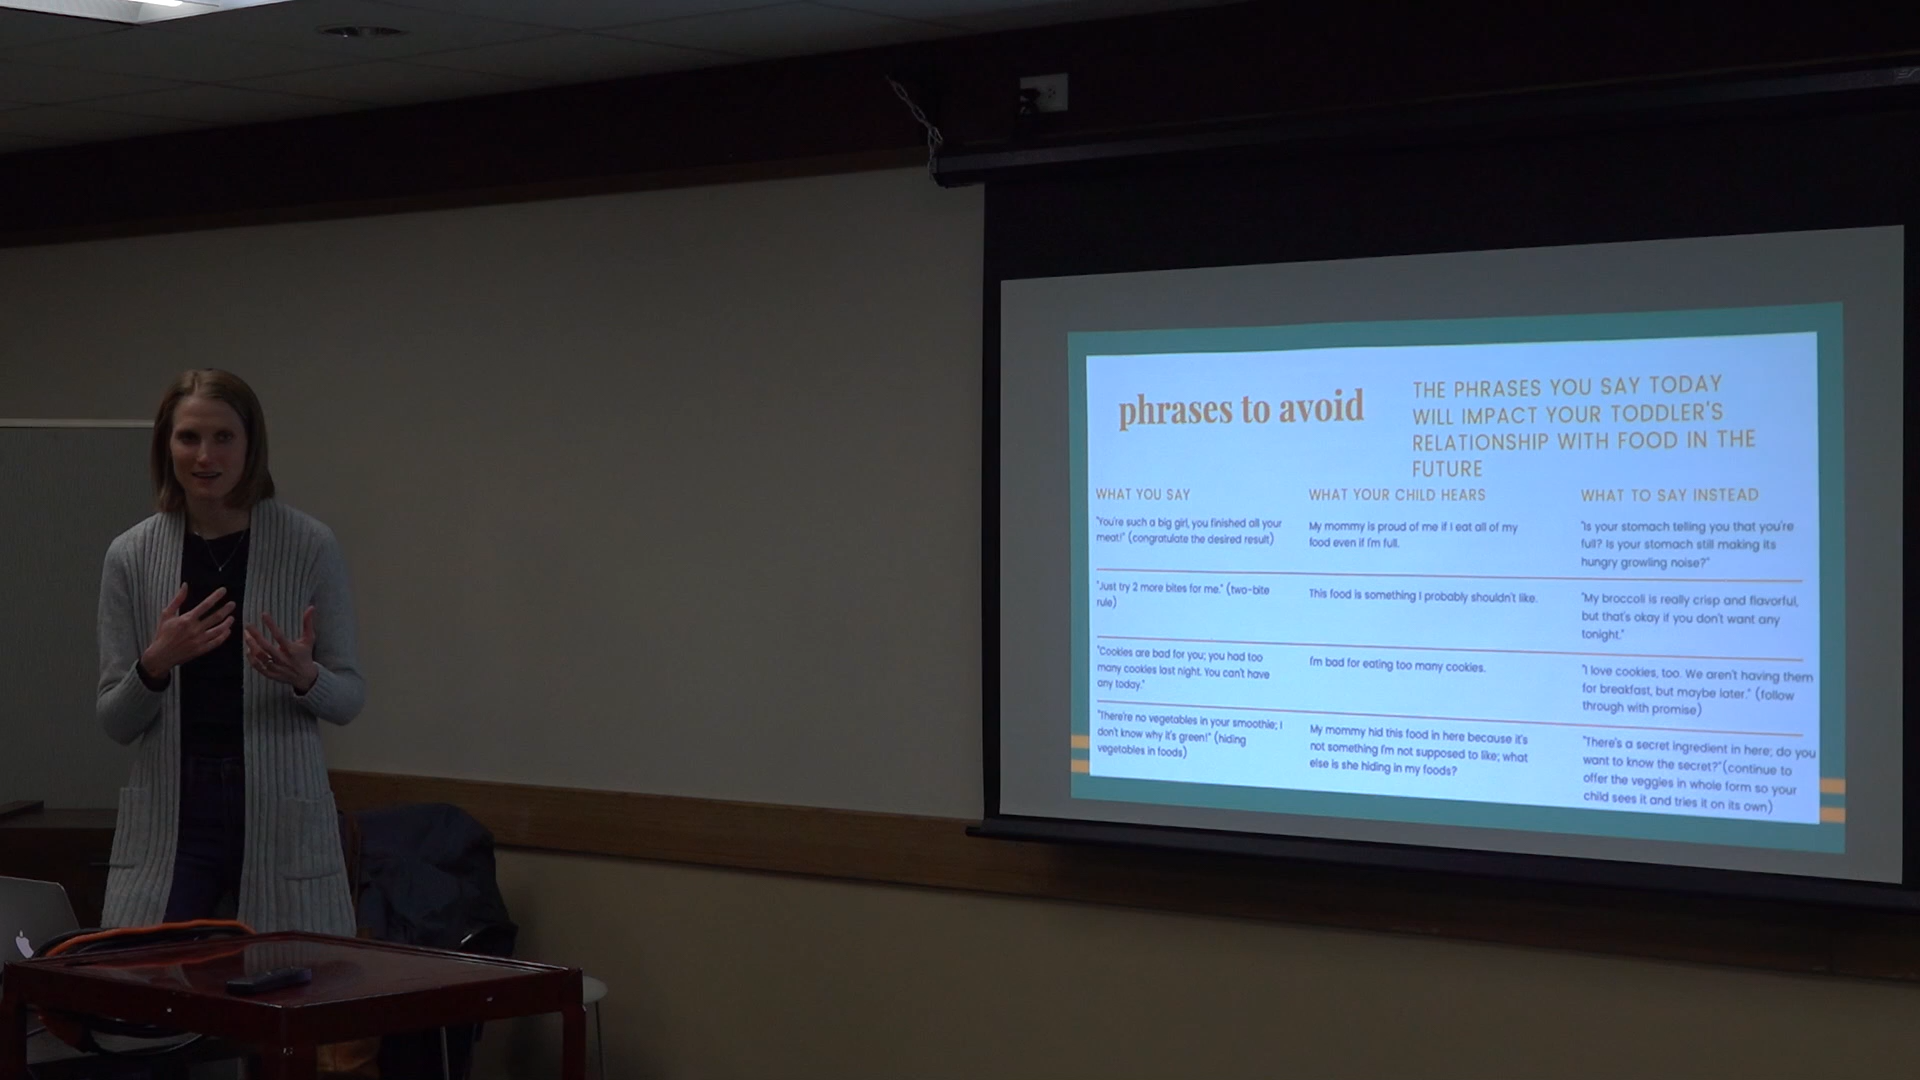 phrases to avoid
THE PHRASES YOU SAY TODAY
WILL IMPACT YOUR TODDLER'S
RELATIONSHIP WITH FOOD IN THE
FUTURE
WHAT YOU SAY
WHAT YOUR CHILD HEARS
WHAT TO SAY INSTEAD
"You're such a big girl, you finished all your
meat!" (congratulate the desired result)
My mommy is proud of me if I eat all of my
food even if I'm full.
"Is your stomach telling you that you're
full? Is your stomach still making its
hungry growling noise?"
"Just try 2 more bites for me." (two-bite
rule)
This food is something I probably shouldn't like.
"My broccoli is really crisp and flavorful,
but that's okay if you don't want any
tonight."
"Cookies are bad for you; you had too
many cookies last night. You can't have
any today."
I'm bad for eating too many cookies.
"I love cookies, too. We aren't having them
for breakfast, but maybe later." (follow
through with promise)
"There're no vegetables in your smoothie; I
don't know why it's green!" (hiding
vegetables in foods)
My mommy hid this food in here because it's
not something I'm not supposed to like; what
else is she hiding in my foods?
"There's a secret ingredient in here; do you
want to know the secret?"(continue to
offer the veggies in whole form so your
child sees it and tries it on its own)